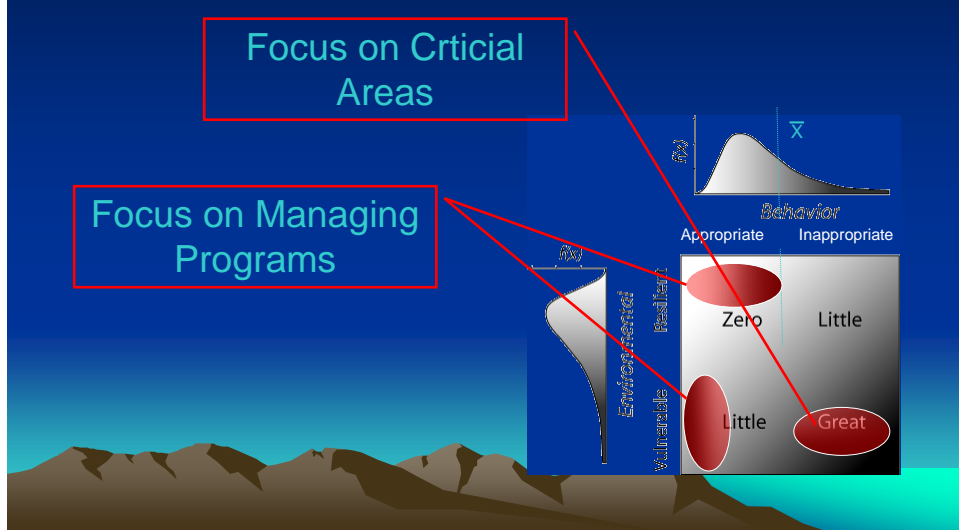 Focus on Crticial
Areas
X
f(x)
Behavior
Appropriate Inappropriate
Focus on Managing
Programs
f(x)
Environmental
Resilient
Vulnerable
Zero Little
Little Great